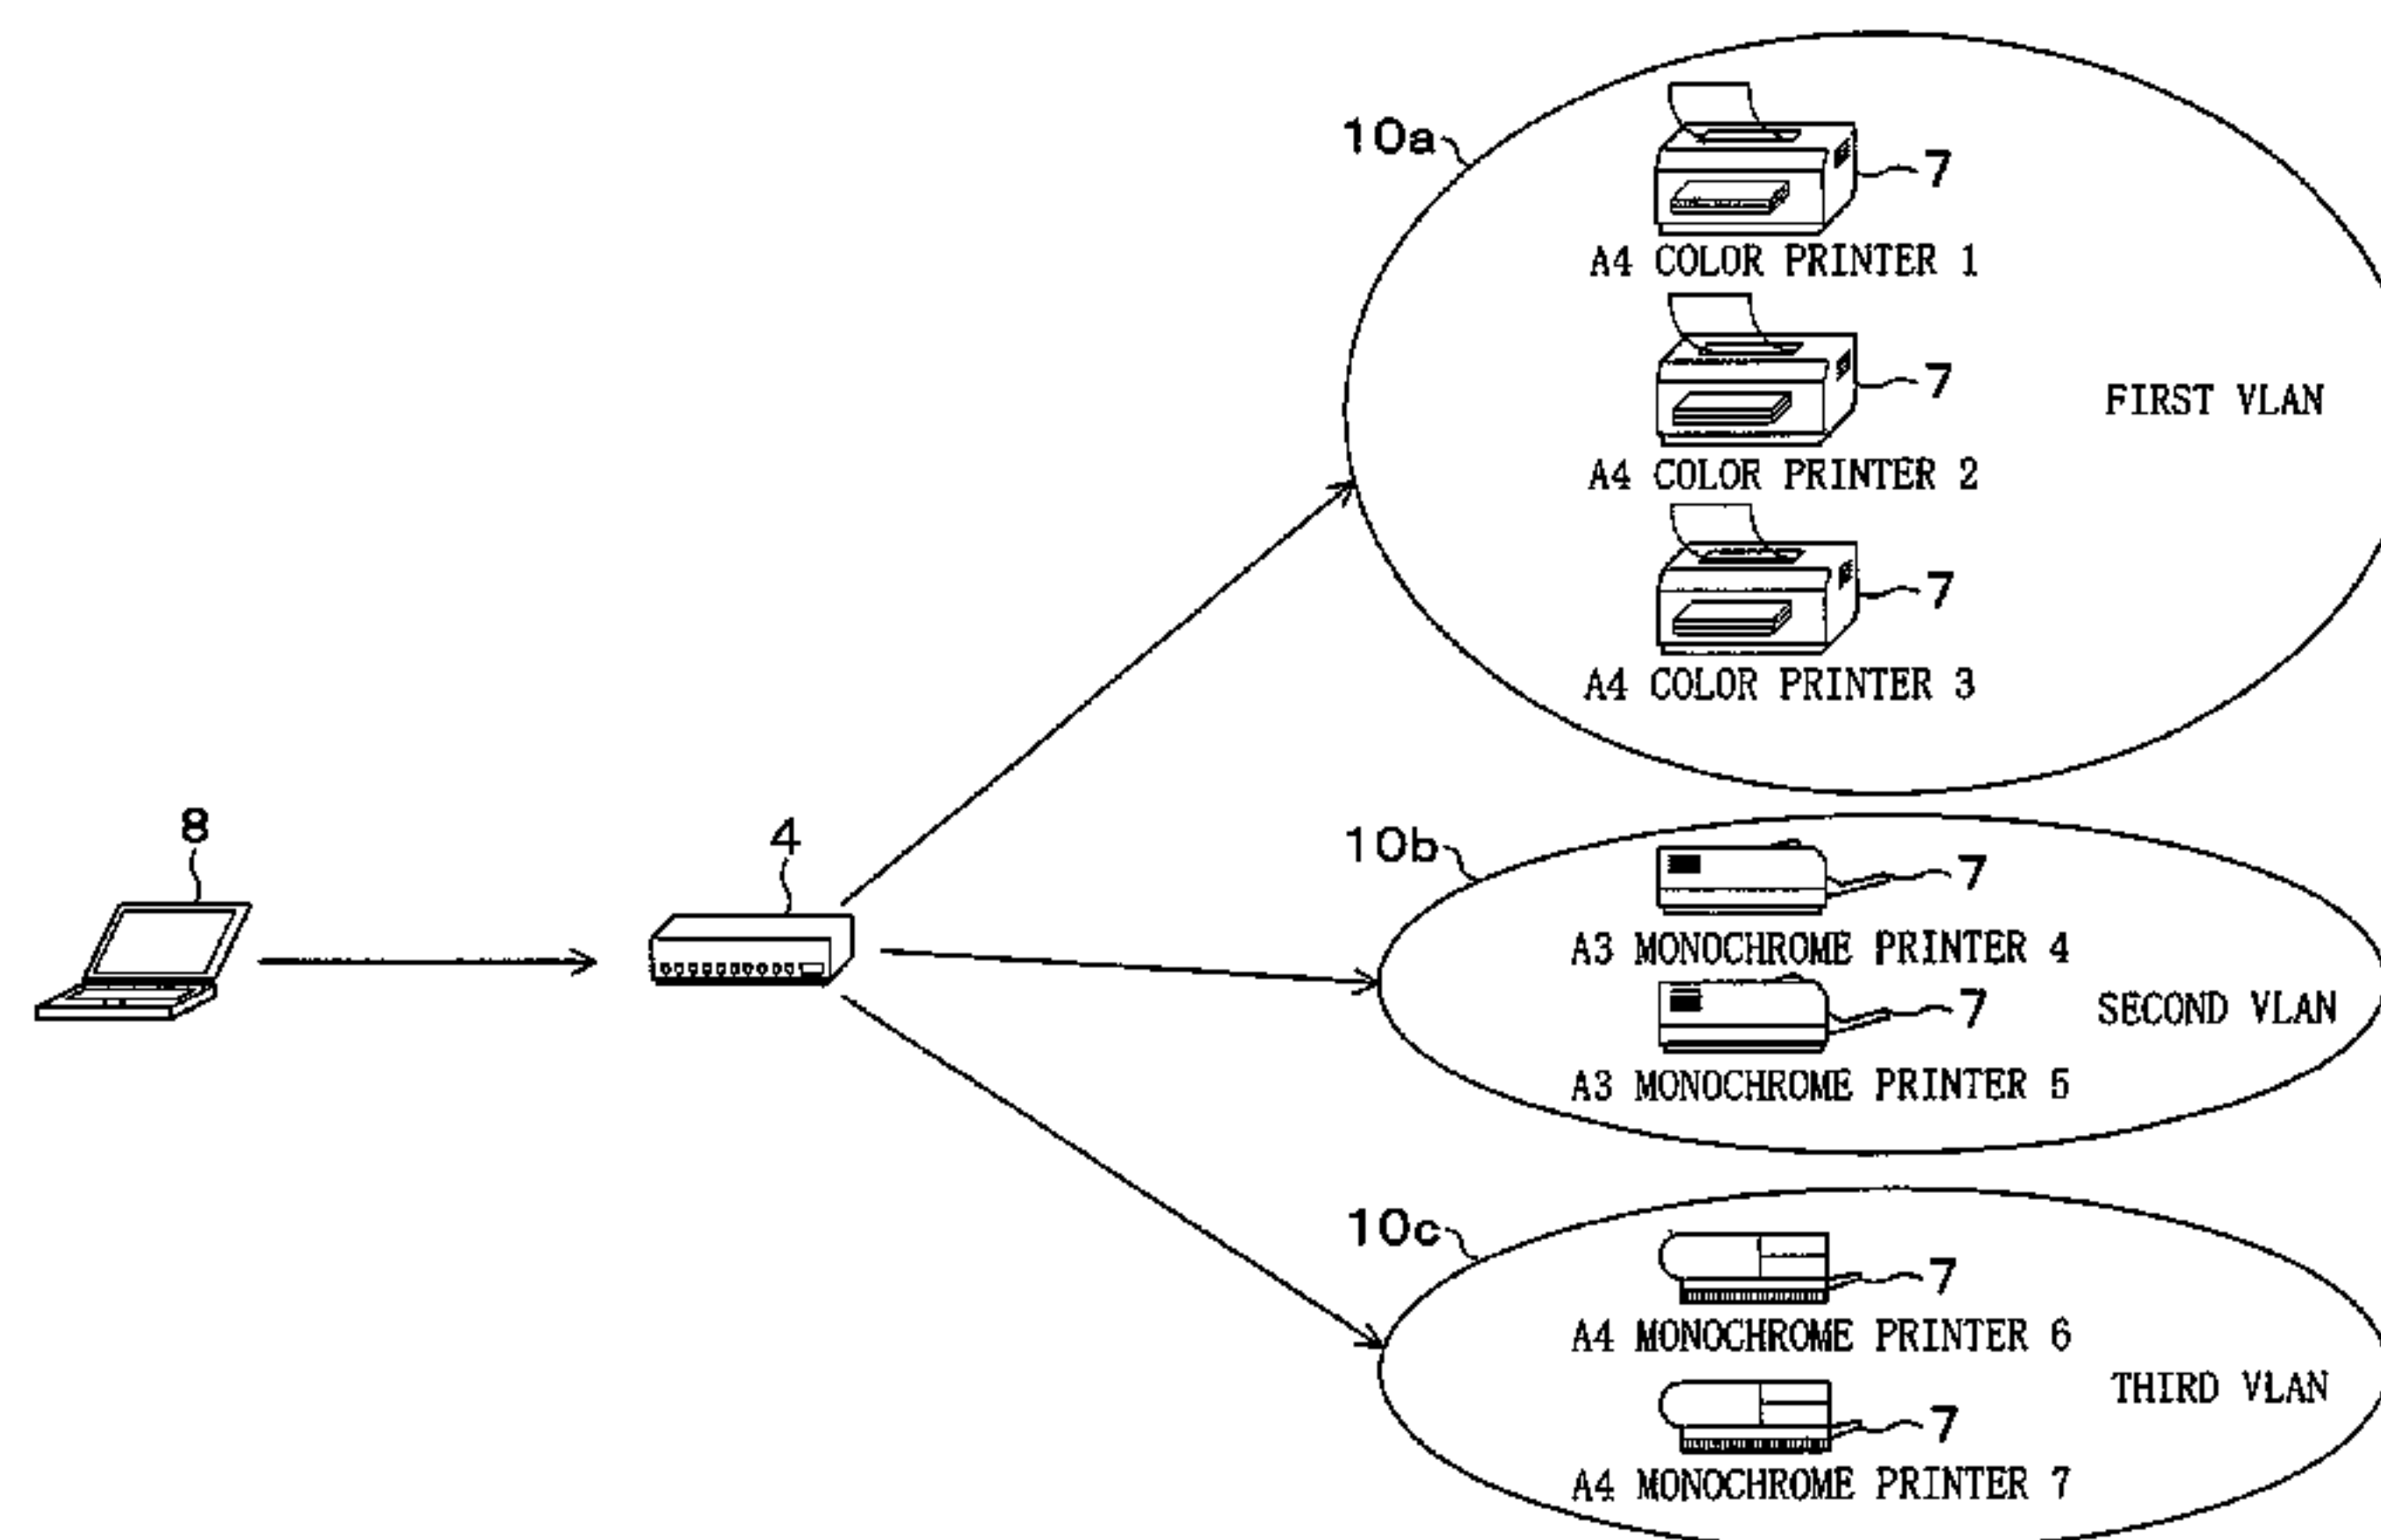 10a
7
A4 COLOR PRINTER 1
7
FIRST VLAN
A4 COLOR PRINTER 2
7
A4 COLOR PRINTER 3
8
4
10b
7
A3 MONOCHROME PRINTER 4
7
SECOND VLAN
A3 MONOCHROME PRINTER 5
10c
7
A4 MONOCHROME PRINTER 6
THIRD VLAN
7
A4 MONOCHROME PRINTER 7